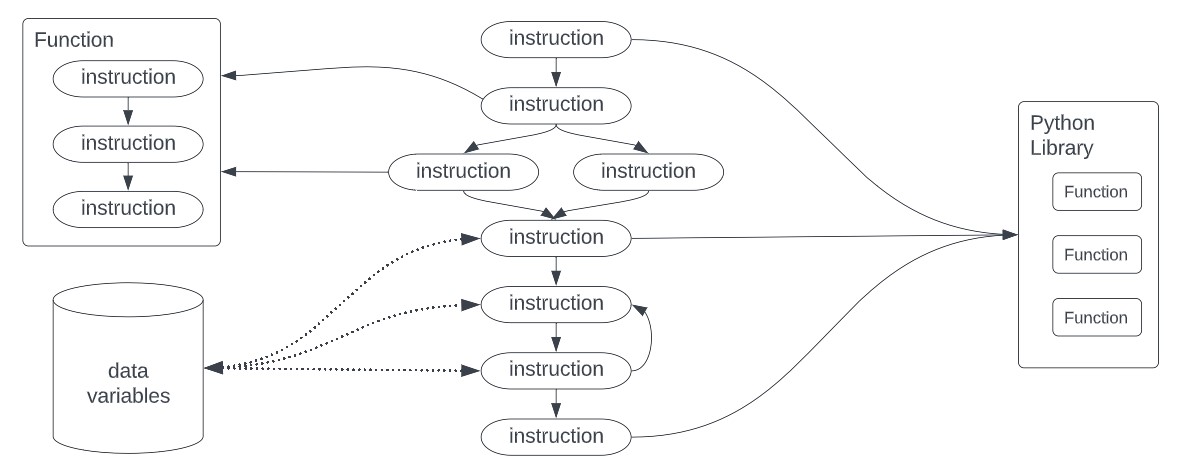 Function
instruction
instruction
instruction
data
variables
instruction
instruction
instruction
instruction
instruction
instruction
instruction
instruction
Python
Library
Function
Function
Function